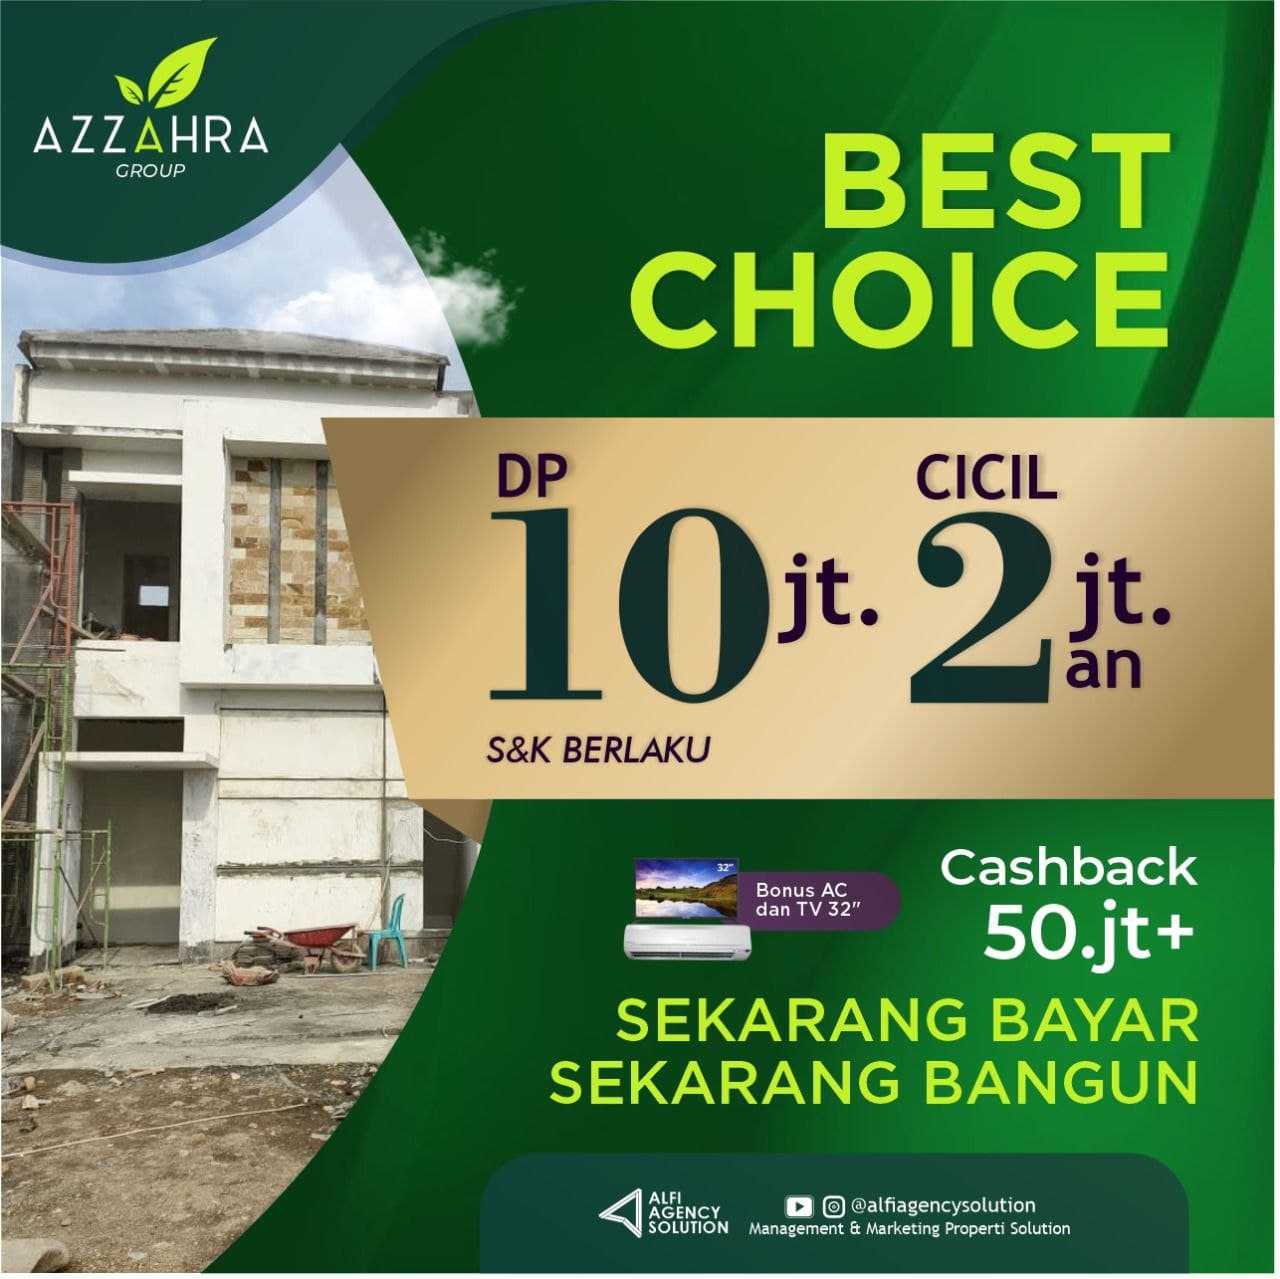 AZZAHRA
GROUP
BEST
CHOICE
DP
10 jt.
CICIL
2 jt.
an
S&K BERLAKU
32"
Bonus AC
dan TV 32"
Cashback
50.jt+
SEKARANG BAYAR
SEKARANG BANGUN
ALFI
AGENCY
SOLUTION
@alfiagencysolution
Management & Marketing Properti Solution